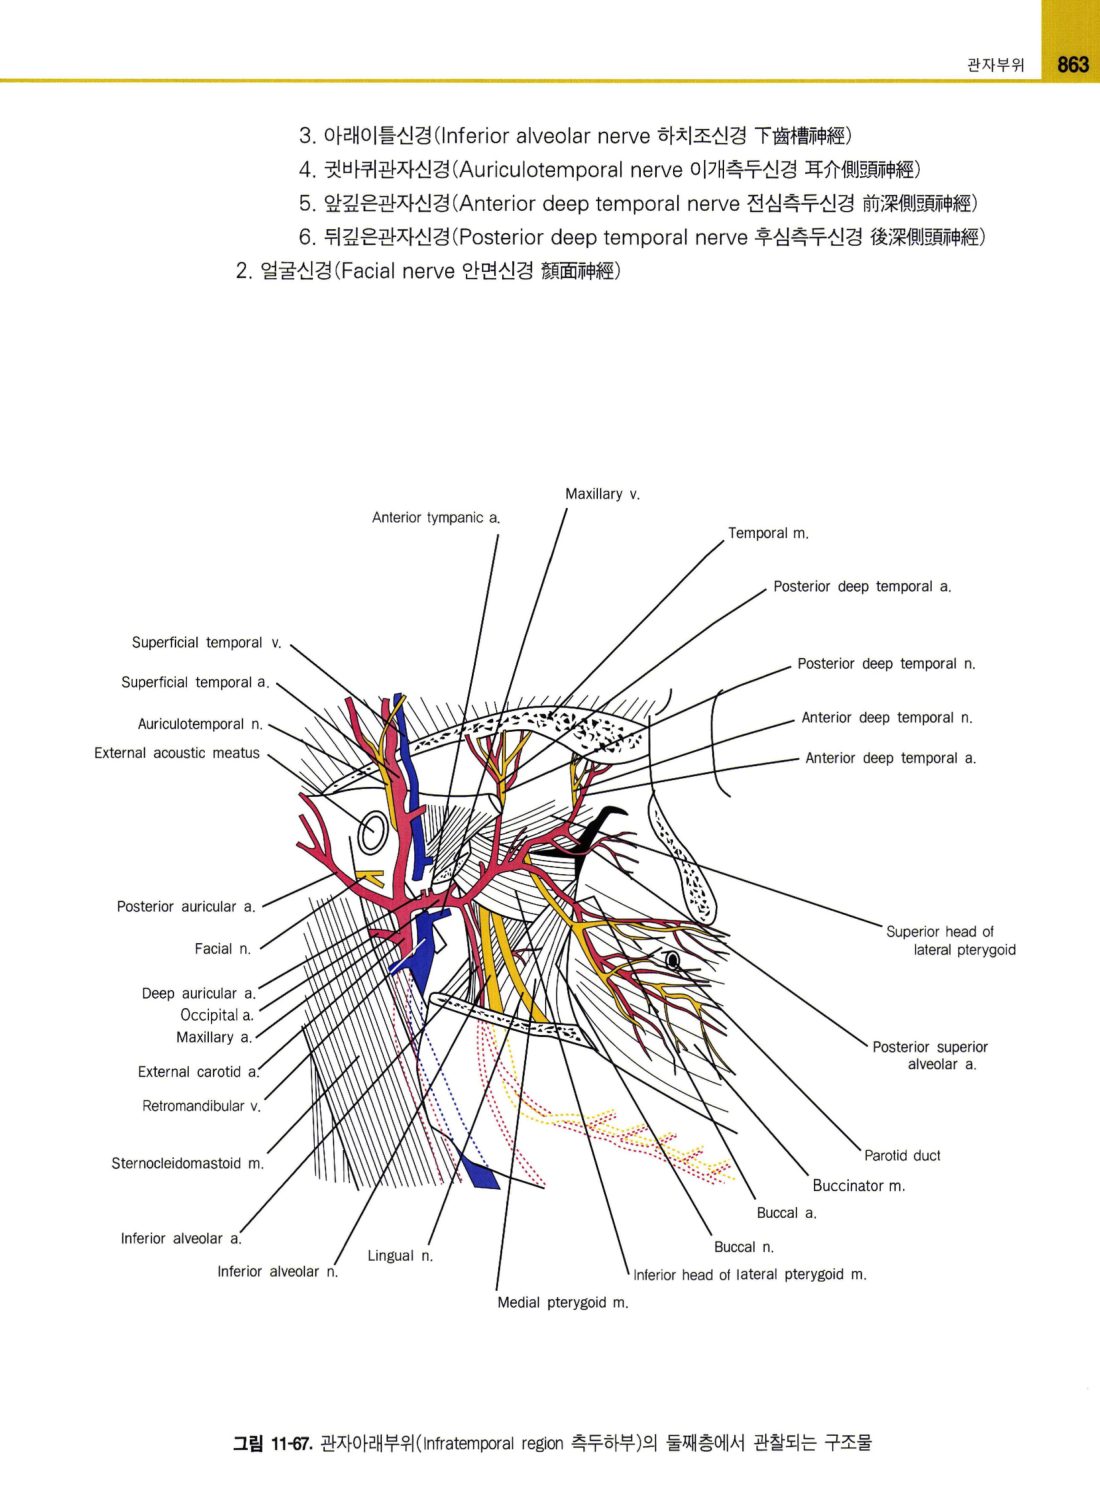 관자부위 863
3. 아래이틀신경(Inferior alveolar nerve 하치조신경 下齒槽神經)
4. 귓바퀴관자신경(Auriculotemporal nerve 이개측두신경 耳介側頭神經)
5. 앞깊은관자신경(Anterior deep temporal nerve 전심측두신경 前深側頭神經)
6. 뒤깊은관자신경(Posterior deep temporal nerve 후심측두신경 後深側頭神經)
2. 얼굴신경(Facial nerve 안면신경 顔面神經)
Maxillary v.
Anterior tympanic a.
Temporal m.
Posterior deep temporal a.
Superficial temporal v.
Posterior deep temporal n.
Superficial temporal a.
Anterior deep temporal n.
Auriculotemporal n.
External acoustic meatus
Anterior deep temporal a.
Posterior auricular a.
Superior head of
lateral pterygoid
Facial n.
Deep auricular a.
Occipital a.
Maxillary a.
Posterior superior
alveolar a.
External carotid a.
Retromandibular v.
Parotid duct
Sternocleidomastoid m.
Buccinator m.
Buccal a.
Inferior alveolar a.
Buccal n.
Lingual n.
Inferior alveolar n.
Inferior head of lateral pterygoid m.
Medial pterygoid m.
그림 11-67. 관자아래부위(Infratemporal region 측두하부)의 둘째층에서 관찰되는 구조물